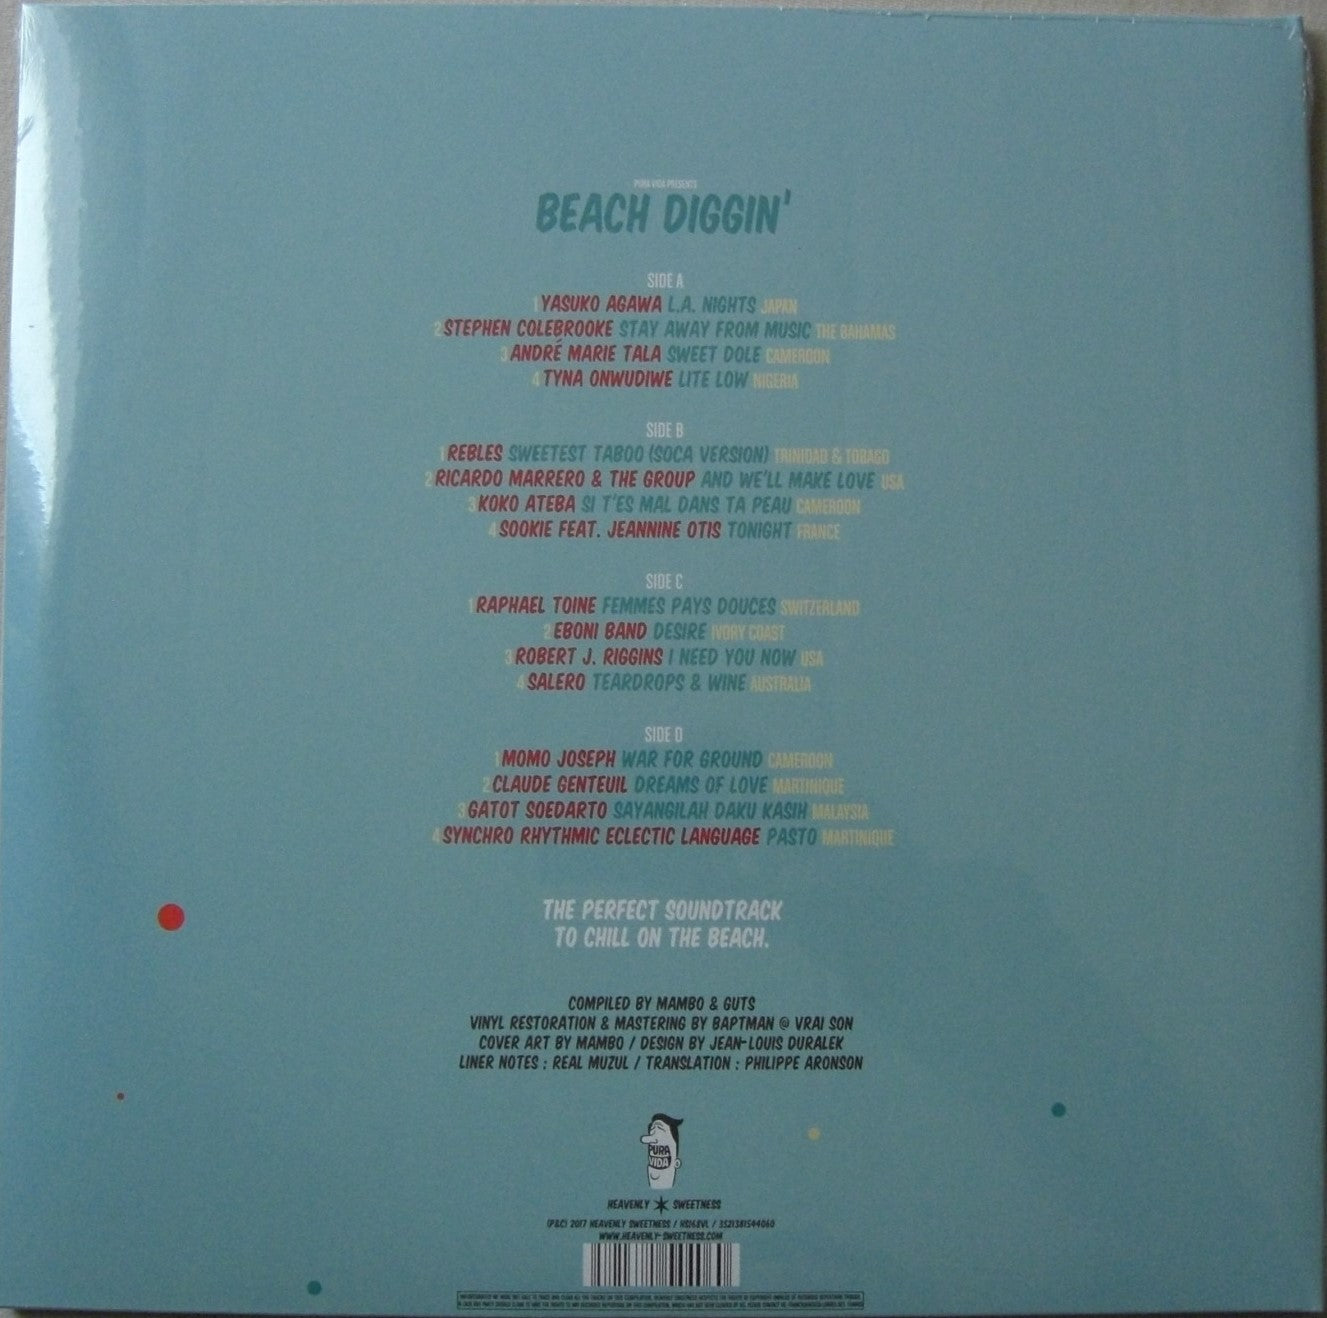 PURA VIDA PRESENTS
BEACH DIGGIN'
SIDE A
1 YASUKO AGAWA L.A. NIGHTS JAPAN
2 STEPHEN COLEBROOKE STAY AWAY FROM MUSIC THE BAHAMAS
3 ANDRÉ MARIE TALA SWEET DOLE CAMEROON
4 TYNA ONWUDIWE LITE LOW NIGERIA
SIDE B
1 REBLES SWEETEST TABOO (SOCA VERSION) TRINIDAD & TOBAGO
2 RICARDO MARRERO & THE GROUP AND WE'LL MAKE LOVE USA
3 KOKO ATEBA SI T'ES MAL DANS TA PEAU CAMEROON
4 SOOKIE FEAT. JEANNINE OTIS TONIGHT FRANCE
SIDE C
1 RAPHAEL TOINE FEMMES PAYS DOUCES SWITZERLAND
2 EBONI BAND DESIRE IVORY COAST
3 ROBERT J. RIGGINS I NEED YOU NOW USA
4 SALERO TEARDROPS & WINE AUSTRALIA
SIDE D
1 MOMO JOSEPH WAR FOR GROUND CAMEROON
2 CLAUDE GENTEUIL DREAMS OF LOVE MARTINIQUE
3 GATOT SOEDARTO SAYANGILAH DAKU KASIH MALAYSIA
4 SYNCHRO RHYTHMIC ECLECTIC LANGUAGE PASTO MARTINIQUE
THE PERFECT SOUNDTRACK
TO CHILL ON THE BEACH.
COMPILED BY MAMBO & GUTS
VINYL RESTORATION & MASTERING BY BAPTMAN @ VRAI SON
COVER ART BY MAMBO / DESIGN BY JEAN-LOUIS DURALEK
LINER NOTES : REAL MUZUL / TRANSLATION : PHILIPPE ARONSON
PURA
VIDA
HEAVENLY SWEETNESS
(P&C) 2017 HEAVENLY SWEETNESS / HS168VL / 3521381544060
WWW.HEAVENLY-SWEETNESS.COM